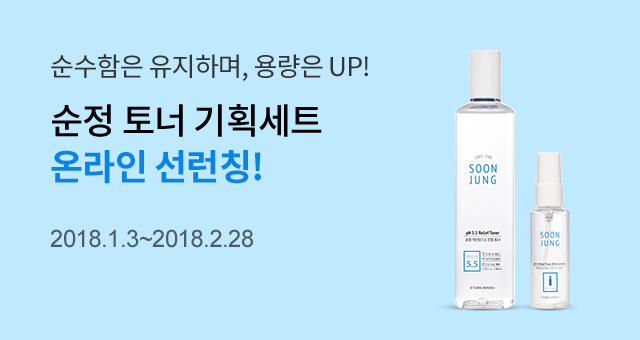 순수함은 유지하며, 용량은 UP!
순정 토너 기획세트
온라인 선런칭!
2018.1.3~2018.2.28
SOON
JUNG
pH 5.5 Relief Toner
5.5
ETUDE HOUSE
SOON
JUNG